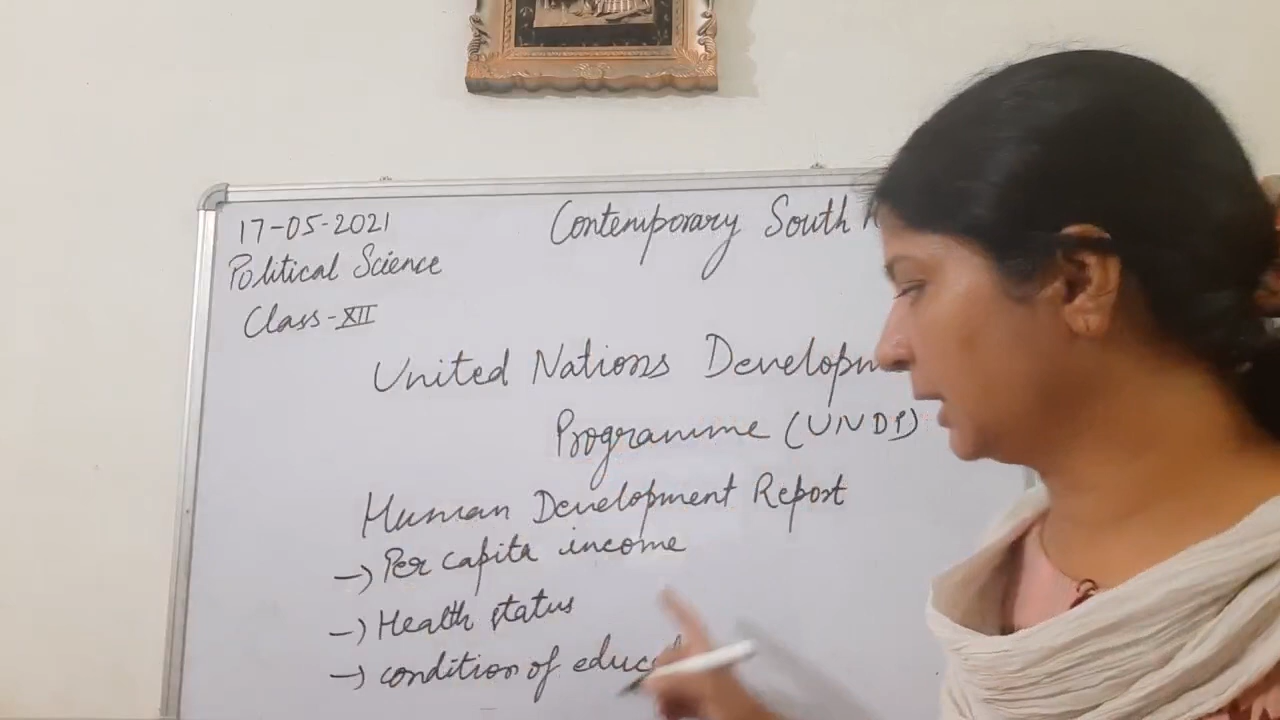 17-05-2021
Contemporary South
Political Science
Class-XII
United Nations Developm
Programme (UNDP)
Human Development Report
→ Per capita income
→ Health status
→ condition of educ